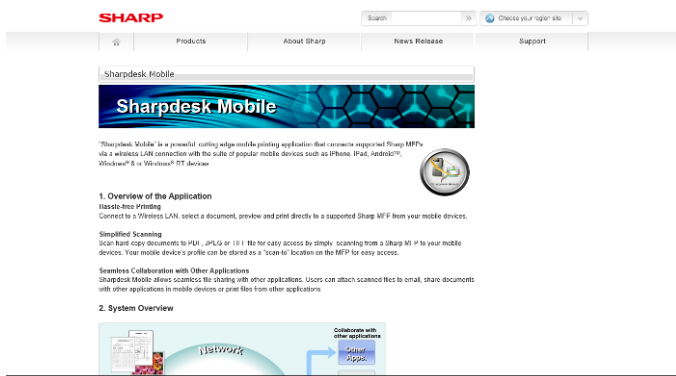 SHARP
Search
Choose your region site
Products
About Sharp
News Release
Support
Sharpdesk Mobile
Sharpdesk Mobile
"Sharpdesk Mobile" is a powerful, cutting edge mobile printing application that connects supported Sharp MFPs
via a wireless LAN connection with the suite of popular mobile devices such as iPhone, iPad, Android™,
Windows® 8 or Windows® RT devices
1. Overview of the Application
Hassle-free Printing
Connect to a Wireless LAN, select a document, preview and print directly to a supported Sharp MFP from your mobile devices.
Simplified Scanning
Scan hard copy documents to PDF, JPEG or TIFF file for easy access by simply scanning from a Sharp MFP to your mobile
devices. Your mobile device's profile can be stored as a "scan-to" location on the MFP for easy access.
Seamless Collaboration with Other Applications
Sharpdesk Mobile allows seamless file sharing with other applications. Users can attach scanned files to email, share documents
with other applications in mobile devices or print files from other applications
2. System Overview
Network
Collaborate with
other applications
Other
Apps.